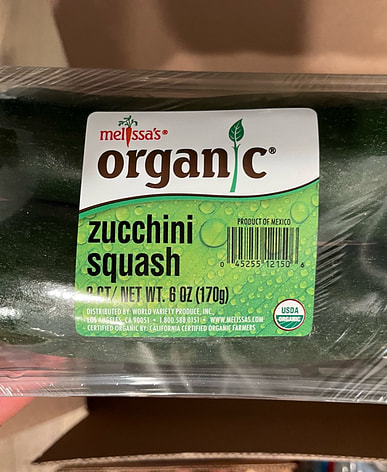 melissa's®
organic®
zucchini
squash
PRODUCT OF MEXICO
0 45255 12150 6
2 CT/ NET WT. 6 OZ (170g)
DISTRIBUTED BY: WORLD VARIETY PRODUCE, INC.
LOS ANGELES, CA 90051 • 1.800.588.0151 • WWW.MELISSAS.COM
CERTIFIED ORGANIC BY: CALIFORNIA CERTIFIED ORGANIC FARMERS
USDA
ORGANIC